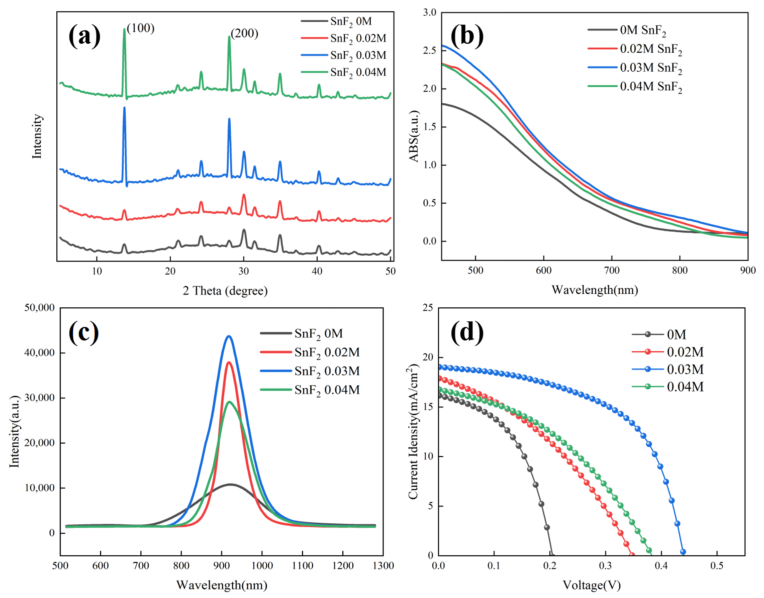 (a)
(100)
(200)
SnF₂ 0M
SnF₂ 0.02M
SnF₂ 0.03M
SnF₂ 0.04M
Intensity
10
20
30
40
50
2 Theta (degree)
(b)
0M SnF₂
0.02M SnF₂
0.03M SnF₂
0.04M SnF₂
ABS(a.u.)
3.0
2.5
2.0
1.5
1.0
0.5
0.0
500
600
700
800
900
Wavelength(nm)
(c)
SnF₂ 0M
SnF₂ 0.02M
SnF₂ 0.03M
SnF₂ 0.04M
Intensity(a.u.)
50,000
40,000
30,000
20,000
10,000
0
500
600
700
800
900
1000
1100
1200
1300
Wavelength(nm)
(d)
0M
0.02M
0.03M
0.04M
Current Idensity(mA/cm²)
25
20
15
10
5
0
0.0
0.1
0.2
0.3
0.4
0.5
Voltage(V)